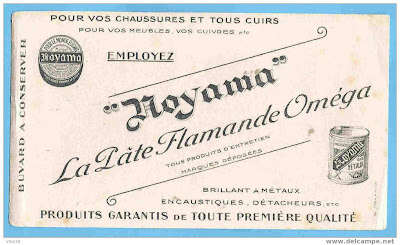 POUR VOS CHAUSSURES ET TOUS CUIRS
POUR VOS MEUBLES, VOS CUIVRES, etc
EMPLOYEZ
Noyama
BUVARD A CONSERVER
"Noyama"
La Pâte Flamande Oméga
TOUS PRODUITS D'ENTRETIEN
MARQUES DÉPOSÉES
Noyama
BRILLANT A MÉTAUX
ENCAUSTIQUES, DÉTACHEURS, ETC
PRODUITS GARANTIS DE TOUTE PREMIÈRE QUALITÉ
delcampe.net